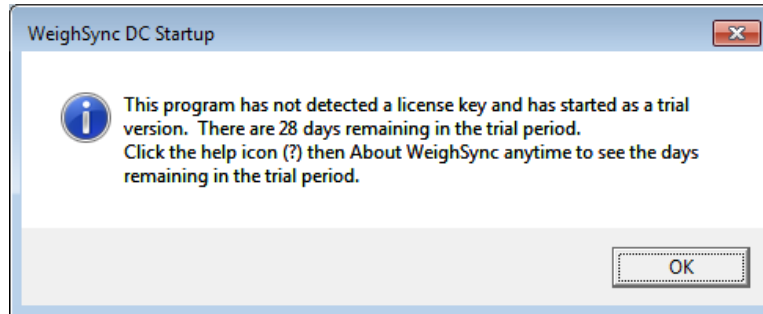 WeighSync DC Startup
This program has not detected a license key and has started as a trial
version.  There are 28 days remaining in the trial period.
Click the help icon (?) then About WeighSync anytime to see the days
remaining in the trial period.
OK